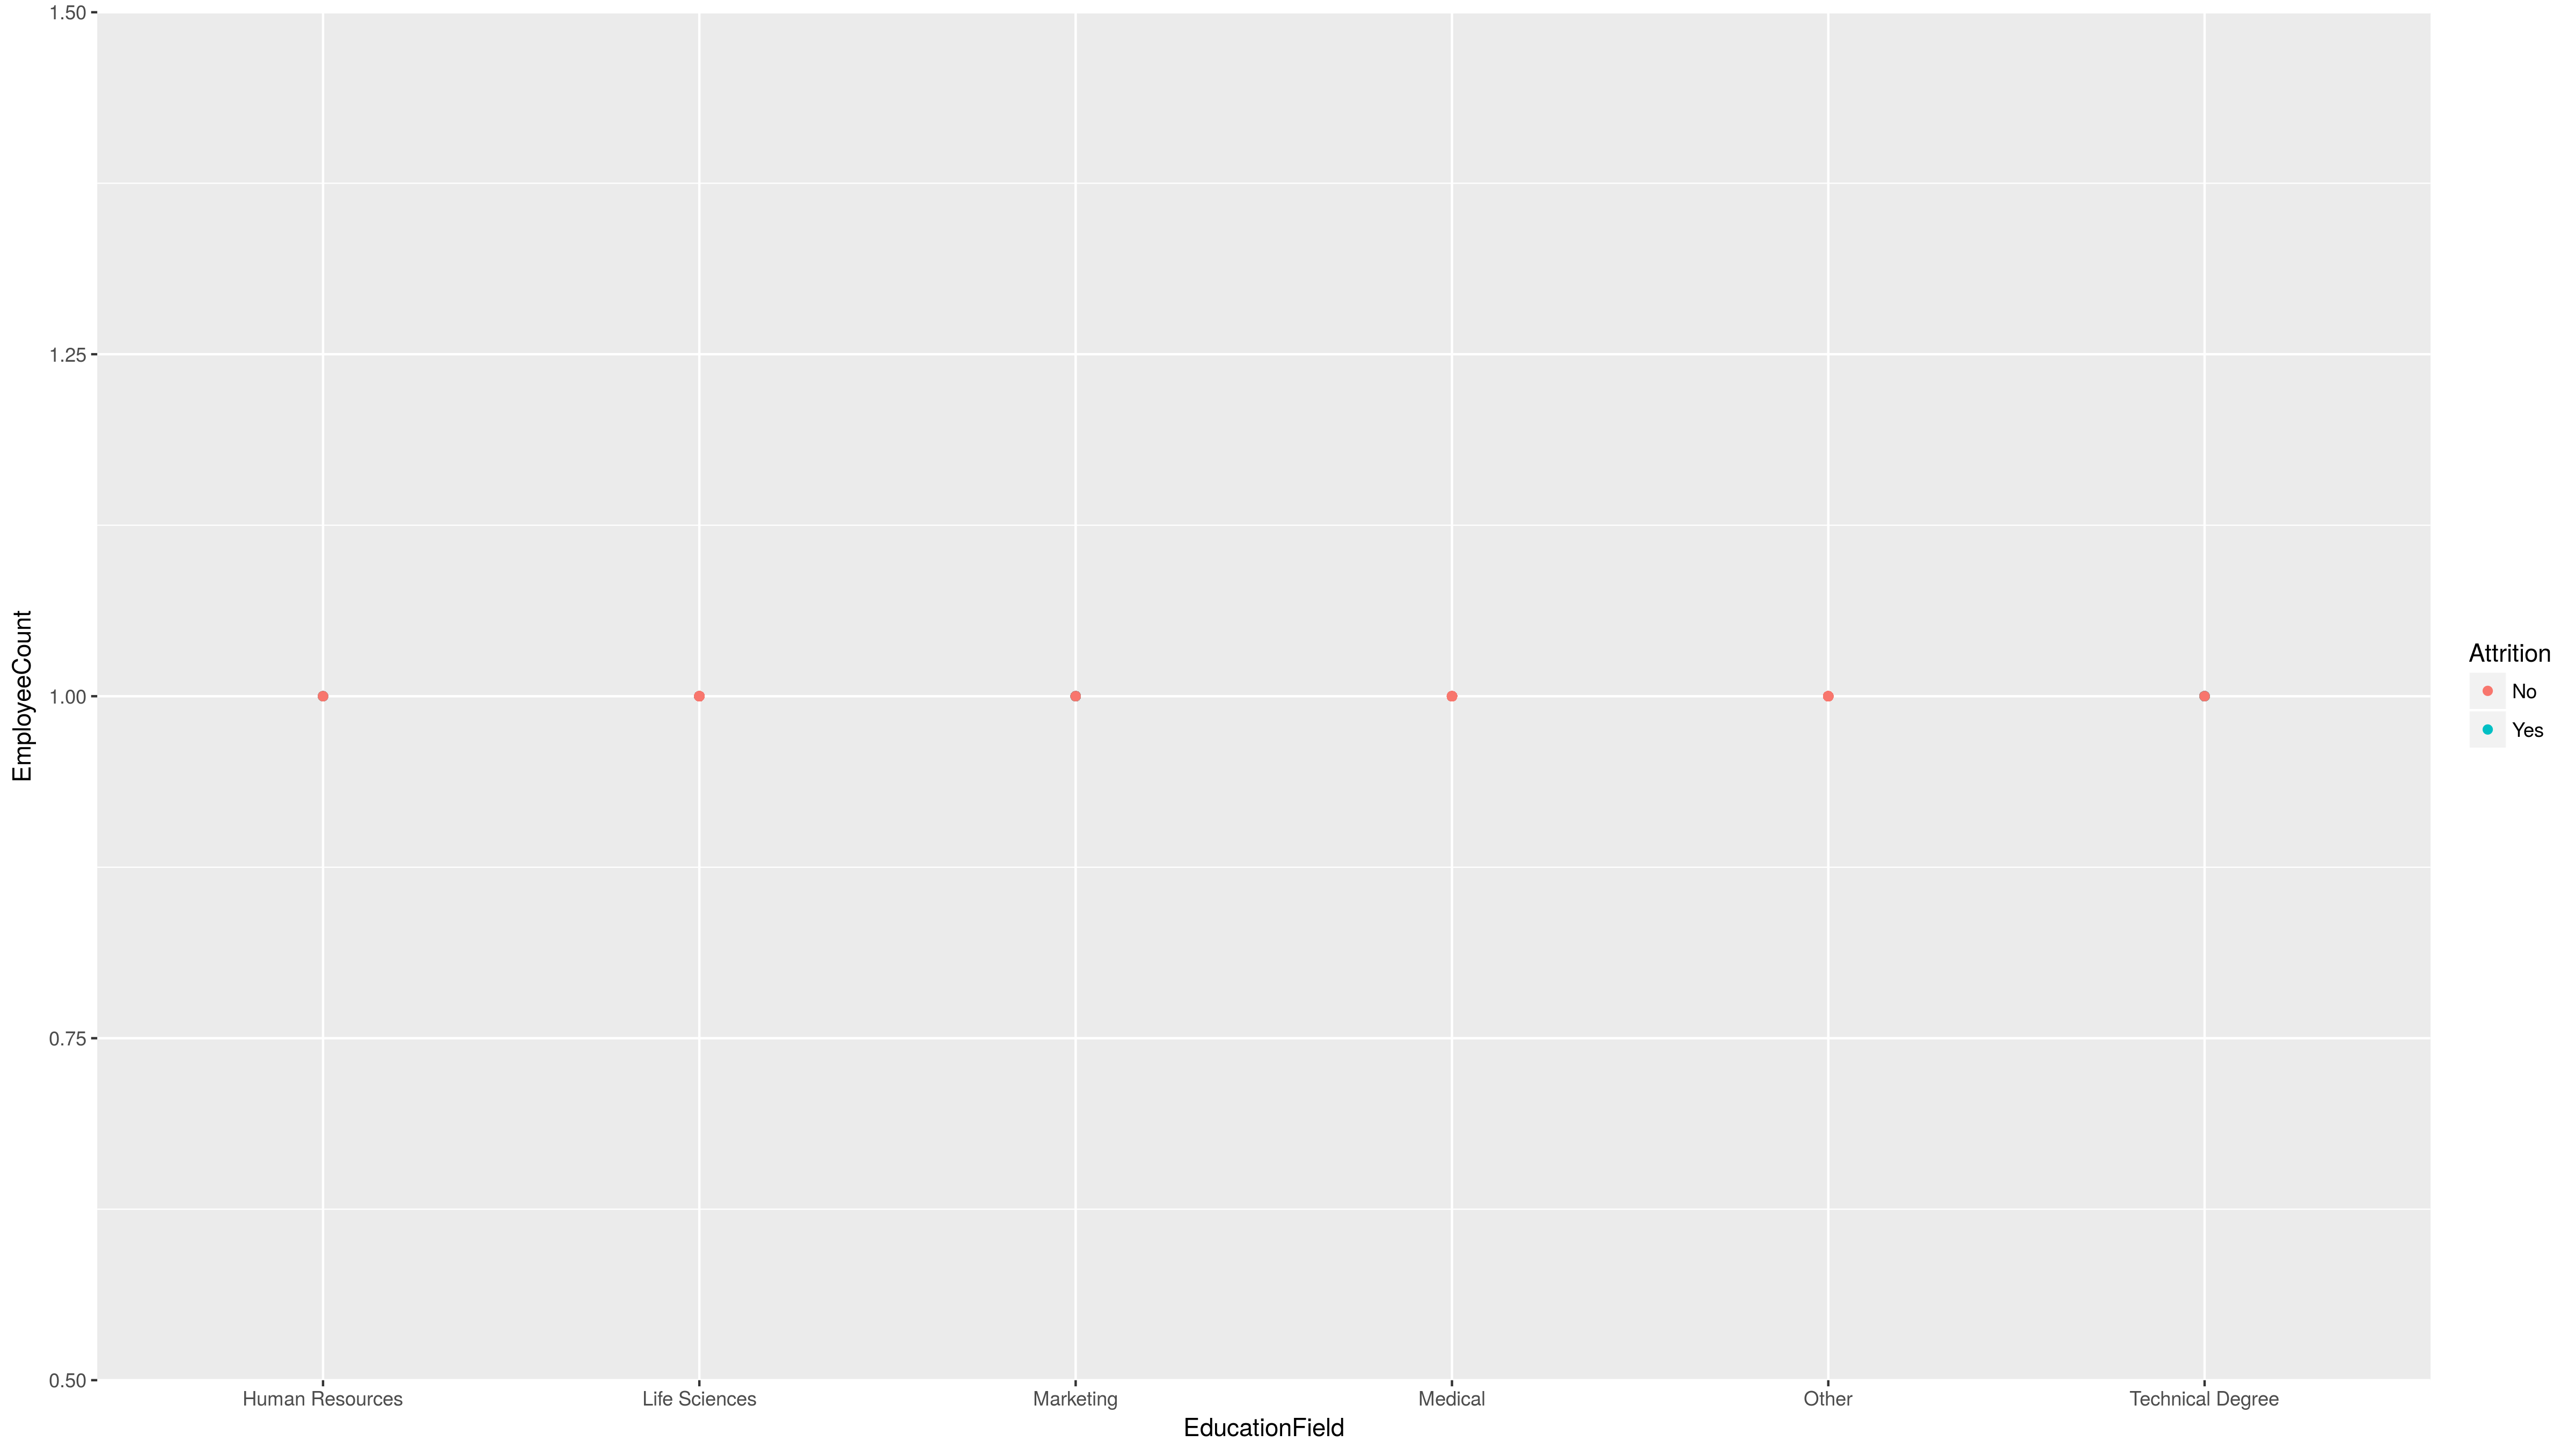 1.50
1.25
1.00
0.75
0.50
EmployeeCount
Human Resources
Life Sciences
Marketing
Medical
Other
Technical Degree
EducationField
Attrition
No
Yes